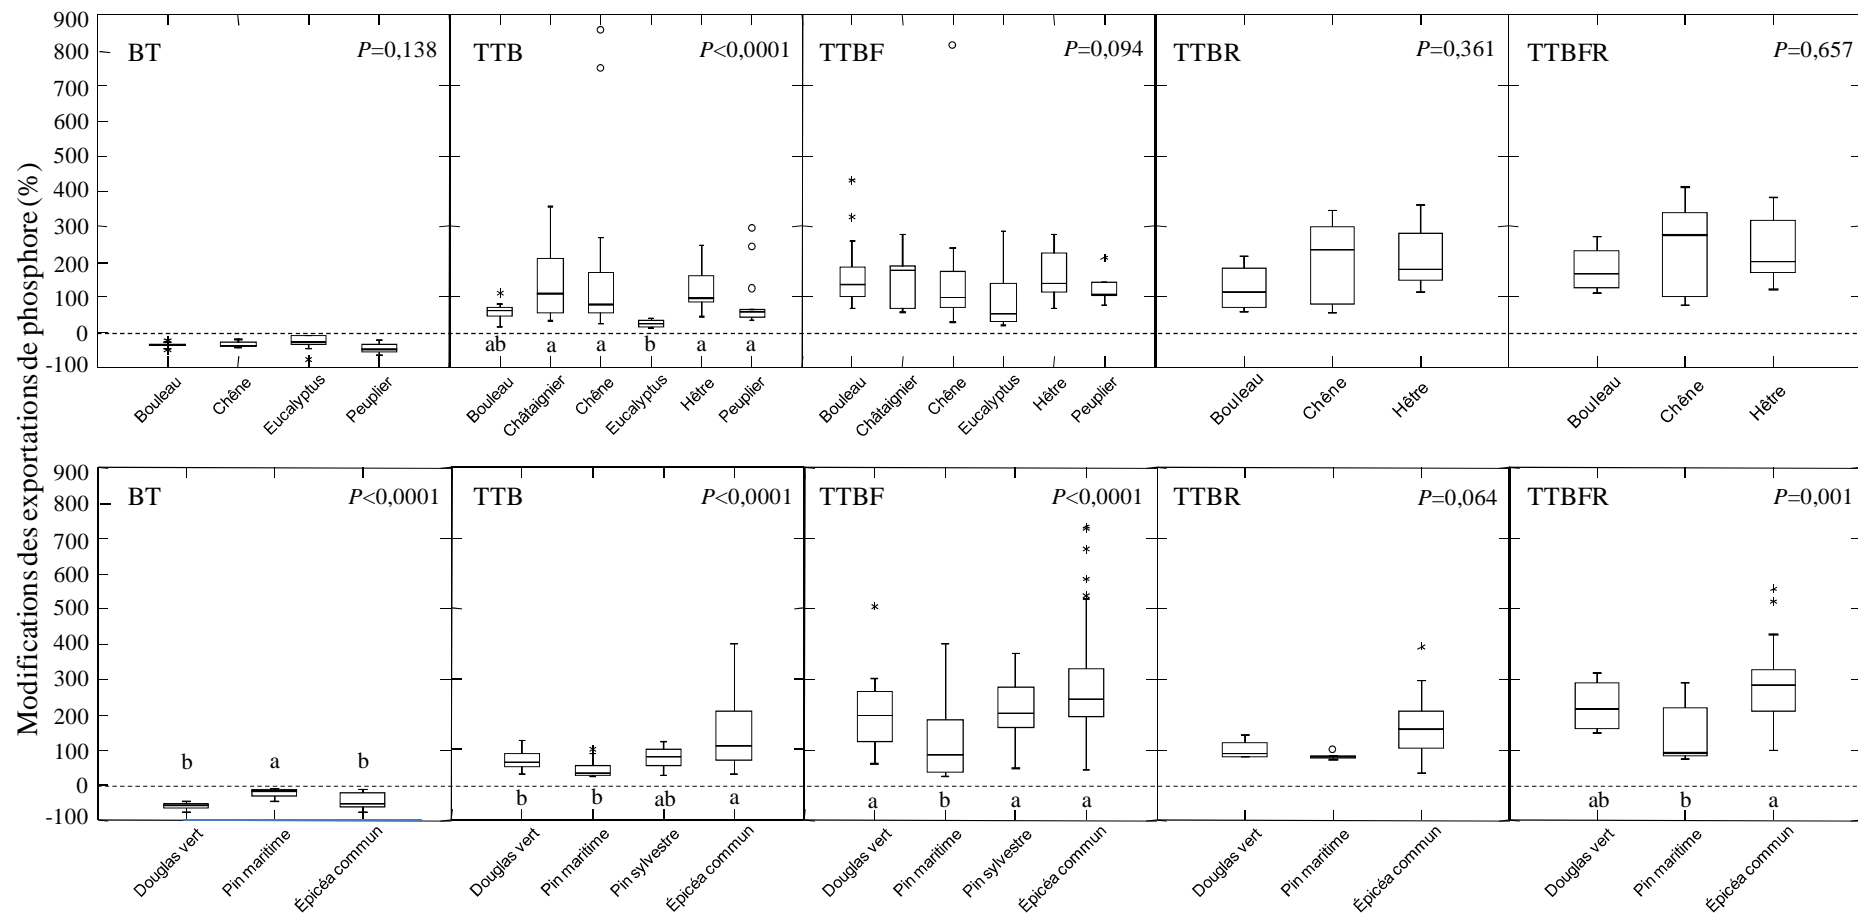 Modifications des exportations de phosphore (%)
900
800
700
600
500
400
300
200
100
0
-100
BT
P=0,138
Bouleau
Chêne
Eucalyptus
Peuplier
TTB
P<0,0001
ab
a
a
b
a
a
Bouleau
Châtaignier
Chêne
Eucalyptus
Hêtre
Peuplier
TTBF
P=0,094
Bouleau
Châtaignier
Chêne
Eucalyptus
Hêtre
Peuplier
TTBR
P=0,361
Bouleau
Chêne
Hêtre
TTBFR
P=0,657
Bouleau
Chêne
Hêtre
900
800
700
600
500
400
300
200
100
0
-100
BT
P<0,0001
b
a
b
Douglas vert
Pin maritime
Épicéa commun
TTB
P<0,0001
b
b
ab
a
Douglas vert
Pin maritime
Pin sylvestre
Épicéa commun
TTBF
P<0,0001
a
b
a
a
Douglas vert
Pin maritime
Pin sylvestre
Épicéa commun
TTBR
P=0,064
Douglas vert
Pin maritime
Épicéa commun
TTBFR
P=0,001
ab
b
a
Douglas vert
Pin maritime
Épicéa commun